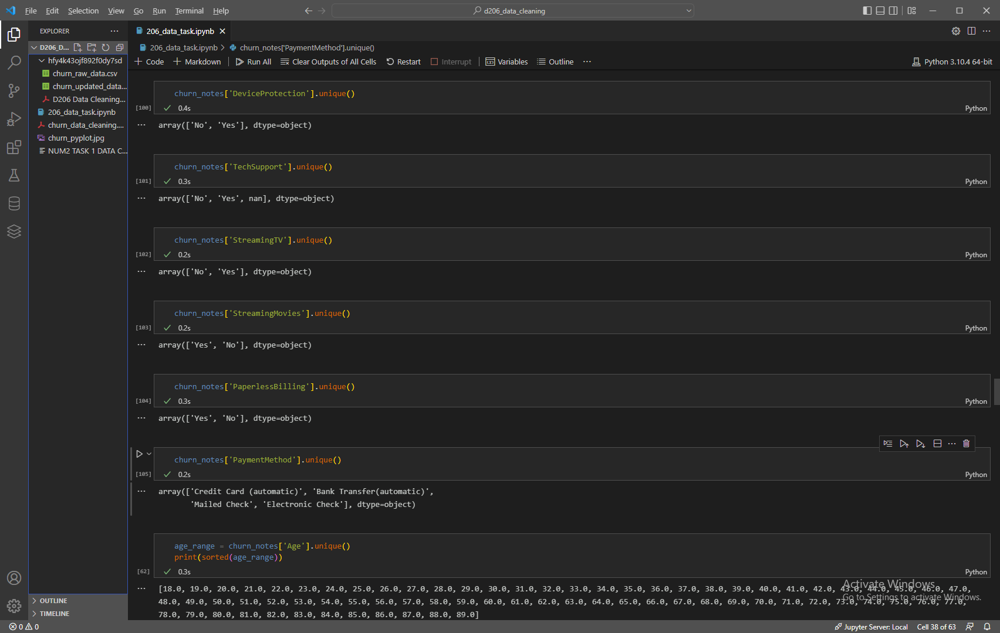 File Edit Selection View Go Run Terminal Help
d206_data_cleaning
EXPLORER
206_data_task.ipynb
D206_D...
206_data_task.ipynb > churn_notes['PaymentMethod'].unique()
hfy4k43ojf892f0dy7sd
Code Markdown Run All Clear Outputs of All Cells Restart Interrupt Variables Outline ... Python 3.10.4 64-bit
churn_raw_data.csv
churn_updated_data...
D206 Data Cleaning...
206_data_task.ipynb
churn_data_cleaning....
churn_pyplot.jpg
NUM2 TASK 1 DATA C...
churn_notes['DeviceProtection'].unique()
[100] 0.4s Python
array(['No', 'Yes'], dtype=object)
churn_notes['TechSupport'].unique()
[101] 0.3s Python
array(['No', 'Yes', nan], dtype=object)
churn_notes['StreamingTV'].unique()
[102] 0.2s Python
array(['No', 'Yes'], dtype=object)
churn_notes['StreamingMovies'].unique()
[103] 0.2s Python
array(['Yes', 'No'], dtype=object)
churn_notes['PaperlessBilling'].unique()
[104] 0.3s Python
array(['Yes', 'No'], dtype=object)
churn_notes['PaymentMethod'].unique()
[105] 0.2s Python
array(['Credit Card (automatic)', 'Bank Transfer(automatic)',
'Mailed Check', 'Electronic Check'], dtype=object)
age_range = churn_notes['Age'].unique()
print(sorted(age_range))
[62] 0.3s Python
[18.0, 19.0, 20.0, 21.0, 22.0, 23.0, 24.0, 25.0, 26.0, 27.0, 28.0, 29.0, 30.0, 31.0, 32.0, 33.0, 34.0, 35.0, 36.0, 37.0, 38.0, 39.0, 40.0, 41.0, 42.0, 43.0, 44.0, 45.0, 46.0, 47.0,
48.0, 49.0, 50.0, 51.0, 52.0, 53.0, 54.0, 55.0, 56.0, 57.0, 58.0, 59.0, 60.0, 61.0, 62.0, 63.0, 64.0, 65.0, 66.0, 67.0, 68.0, 69.0, 70.0, 71.0, 72.0, 73.0, 74.0, 75.0, 76.0, 77.0,
78.0, 79.0, 80.0, 81.0, 82.0, 83.0, 84.0, 85.0, 86.0, 87.0, 88.0, 89.0]
Activate Windows
Go to Settings to activate Windows.
OUTLINE
TIMELINE
0 0 Jupyter Server: Local Cell 38 of 63